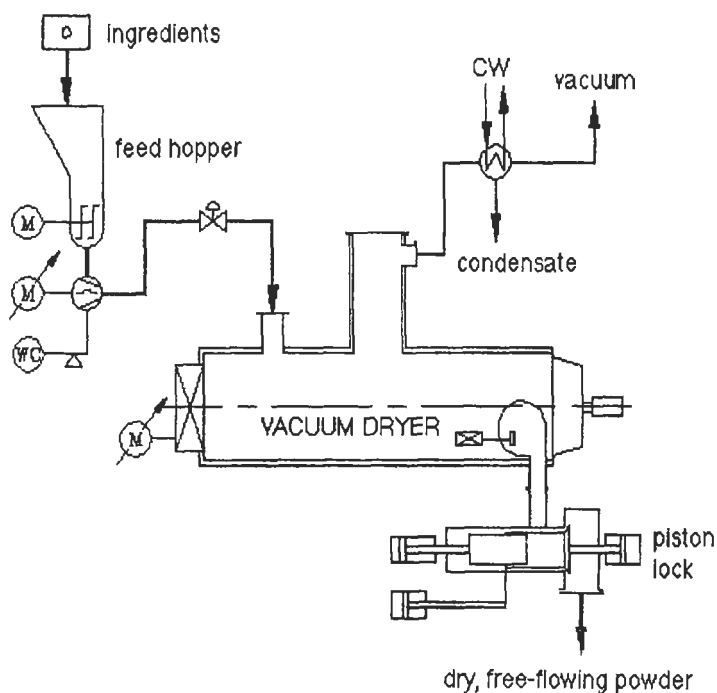 ingredients
feed hopper
CW
vacuum
condensate
M
M
WC
M
VACUUM DRYER
piston
lock
dry, free-flowing powder